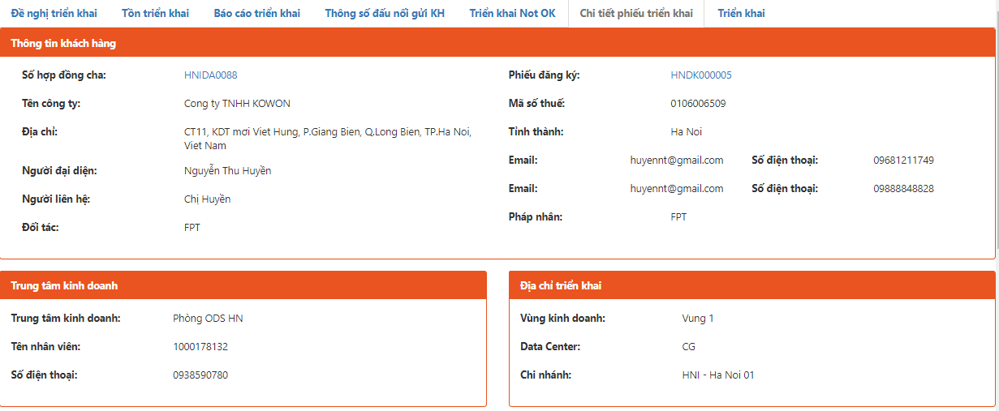 Đề nghị triển khai Tồn triển khai Báo cáo triển khai Thông số đấu nối gửi KH Triển khai Not OK Chi tiết phiếu triển khai Triển khai
Thông tin khách hàng
Số hợp đồng cha: HNIDA0088 Phiếu đăng ký: HNDK000005
Tên công ty: Cong ty TNHH KOWON Mã số thuế: 0106006509
Địa chỉ: CT11, KDT mơi Viet Hung, P.Giang Bien, Q.Long Bien, TP.Ha Noi, Viet Nam Tỉnh thành: Ha Noi
Người đại diện: Nguyễn Thu Huyền Email: huyennt@gmail.com Số điện thoại: 09681211749
Người liên hệ: Chị Huyền Email: huyennt@gmail.com Số điện thoại: 09888848828
Đối tác: FPT Pháp nhân: FPT
Trung tâm kinh doanh
Trung tâm kinh doanh: Phòng ODS HN
Tên nhân viên: 1000178132
Số điện thoại: 0938590780
Địa chỉ triển khai
Vùng kinh doanh: Vung 1
Data Center: CG
Chi nhánh: HNI - Ha Noi 01